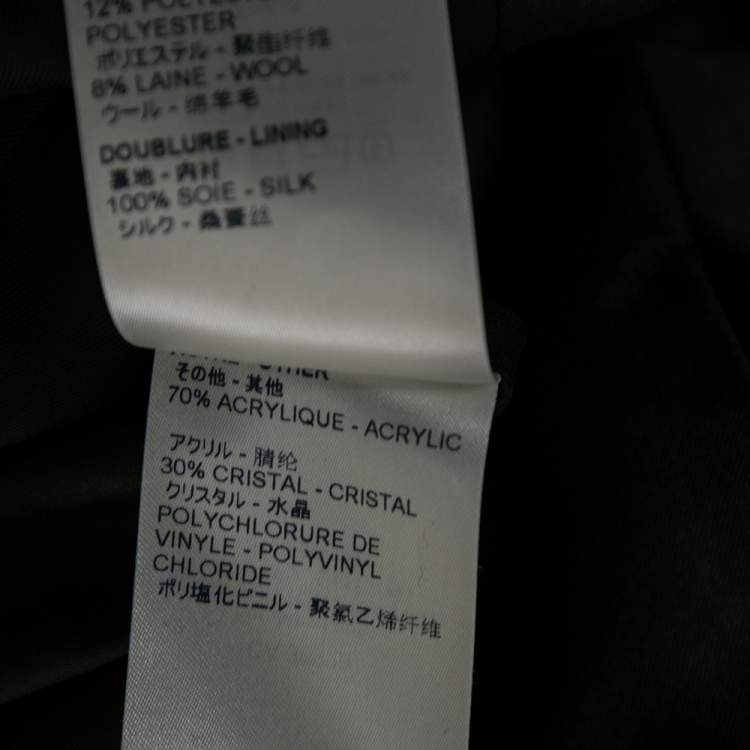 12% POLYESTER
POLYESTER
ポリエステル - 聚酯纤维
8% LAINE - WOOL
ウール - 绵羊毛
DOUBLURE - LINING
裏地 - 内衬
100% SOIE - SILK
シルク - 桑蚕丝
OTHER
その他 - 其他
70% ACRYLIQUE - ACRYLIC
アクリル - 腈纶
30% CRISTAL - CRISTAL
クリスタル - 水晶
POLYCHLORURE DE
VINYLE - POLYVINYL
CHLORIDE
ポリ塩化ビニル - 聚氯乙烯纤维